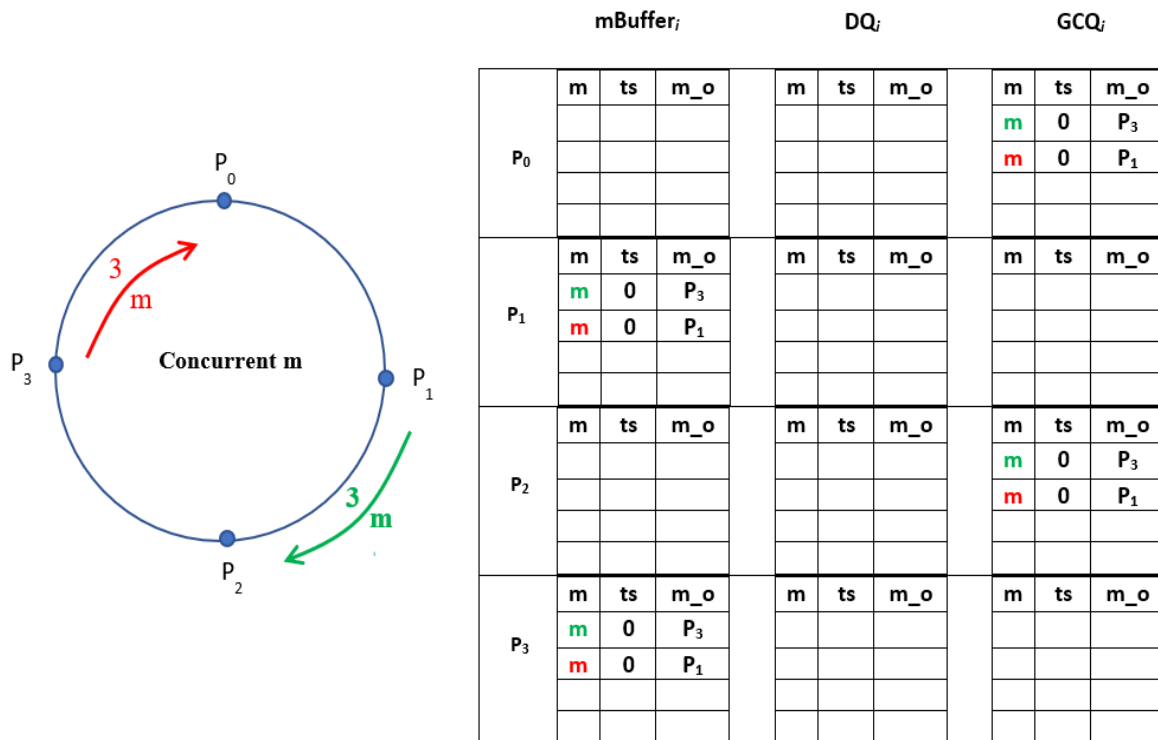 mBufferᵢ DQᵢ GCQᵢ
m ts m_o m ts m_o m ts m_o
m 0 P₃
P₀ m 0 P₁
m ts m_o m ts m_o m ts m_o
m 0 P₃
P₁ m 0 P₁
m ts m_o m ts m_o m ts m_o
m 0 P₃
P₂ m 0 P₁
m ts m_o m ts m_o m ts m_o
m 0 P₃
P₃ m 0 P₁
P₀
3
m
P₃ Concurrent m P₁
3
m
P₂